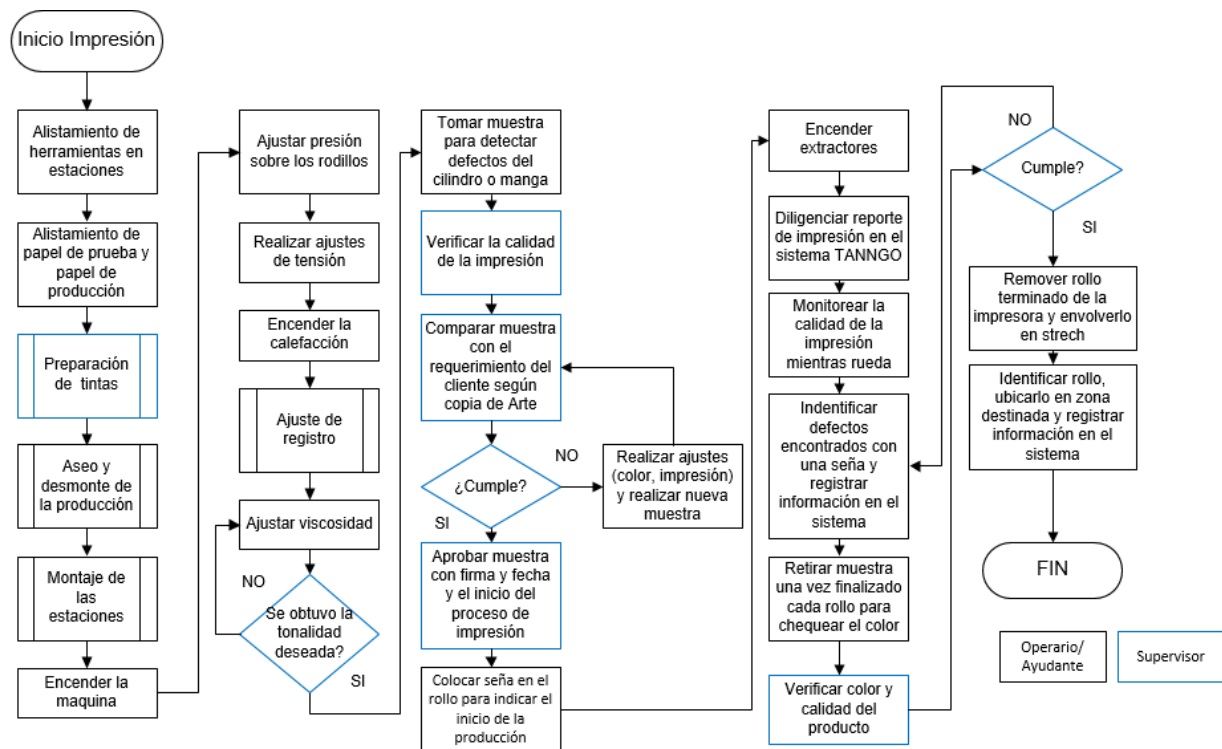 Inicio Impresión
Alistamiento de
herramientas en
estaciones
Alistamiento de
papel de prueba y
papel de
producción
Preparación
de tintas
Aseo y
desmonte de
la producción
Montaje de
las
estaciones
Encender la
maquina
Ajustar presión
sobre los rodillos
Realizar ajustes
de tensión
Encender la
calefacción
Ajuste de
registro
Ajustar viscosidad
NO
Se obtuvo la
tonalidad
deseada?
SI
Tomar muestra
para detectar
defectos del
cilindro o manga
Verificar la calidad
de la impresión
Comparar muestra
con el
requerimiento del
cliente según
copia de Arte
¿Cumple?
NO
Realizar ajustes
(color, impresión)
y realizar nueva
muestra
SI
Aprobar muestra
con firma y fecha
y el inicio del
proceso de
impresión
Colocar seña en el
rollo para indicar el
inicio de la
producción
Encender
extractores
Diligenciar reporte
de impresión en el
sistema TANNGO
Monitorear la
calidad de la
impresión
mientras rueda
Indentificar
defectos
encontrados con
una seña y
registrar
información en el
sistema
Retirar muestra
una vez finalizado
cada rollo para
chequear el color
Verificar color y
calidad del
producto
NO
Cumple?
SI
Remover rollo
terminado de la
impresora y envolverlo
en strech
Identificar rollo,
ubicarlo en zona
destinada y registrar
información en el
sistema
FIN
Operario/
Ayudante
Supervisor